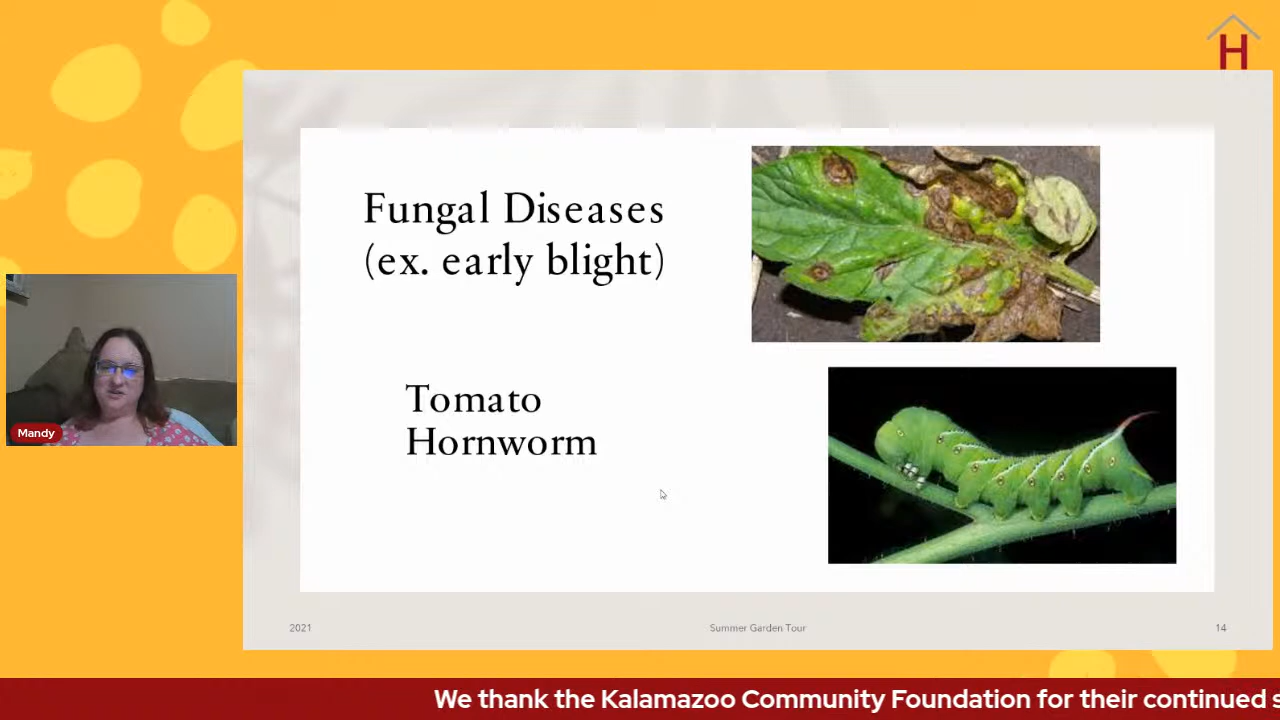 H
Fungal Diseases
(ex. early blight)
Tomato
Hornworm
Mandy
2021
Summer Garden Tour
14
We thank the Kalamazoo Community Foundation for their continued s